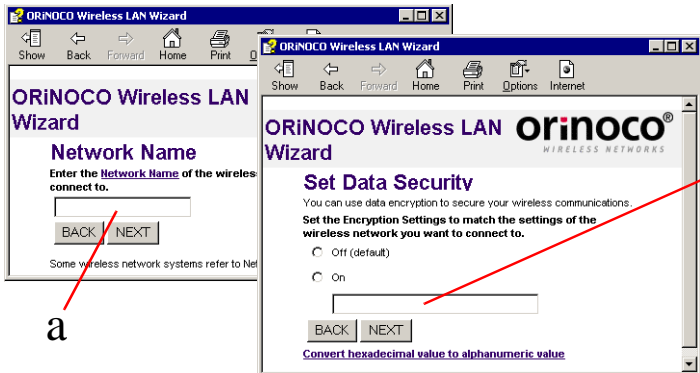 ORiNOCO Wireless LAN Wizard
Show Back Forward Home Print
ORiNOCO Wireless LAN
Wizard
Network Name
Enter the Network Name of the
connect to.
BACK NEXT
Some wireless network systems refer to
a
ORiNOCO Wireless LAN Wizard
Show Back Forward Home Print Options Internet
ORiNOCO Wireless LAN
Wizard
orinoco®
WIRELESS NETWORKS
Set Data Security
You can use data encryption to secure your wireless communications.
Set the Encryption Settings to match the settings of the
wireless network you want to connect to.
Off (default)
On
BACK NEXT
Convert hexadecimal value to alphanumeric value